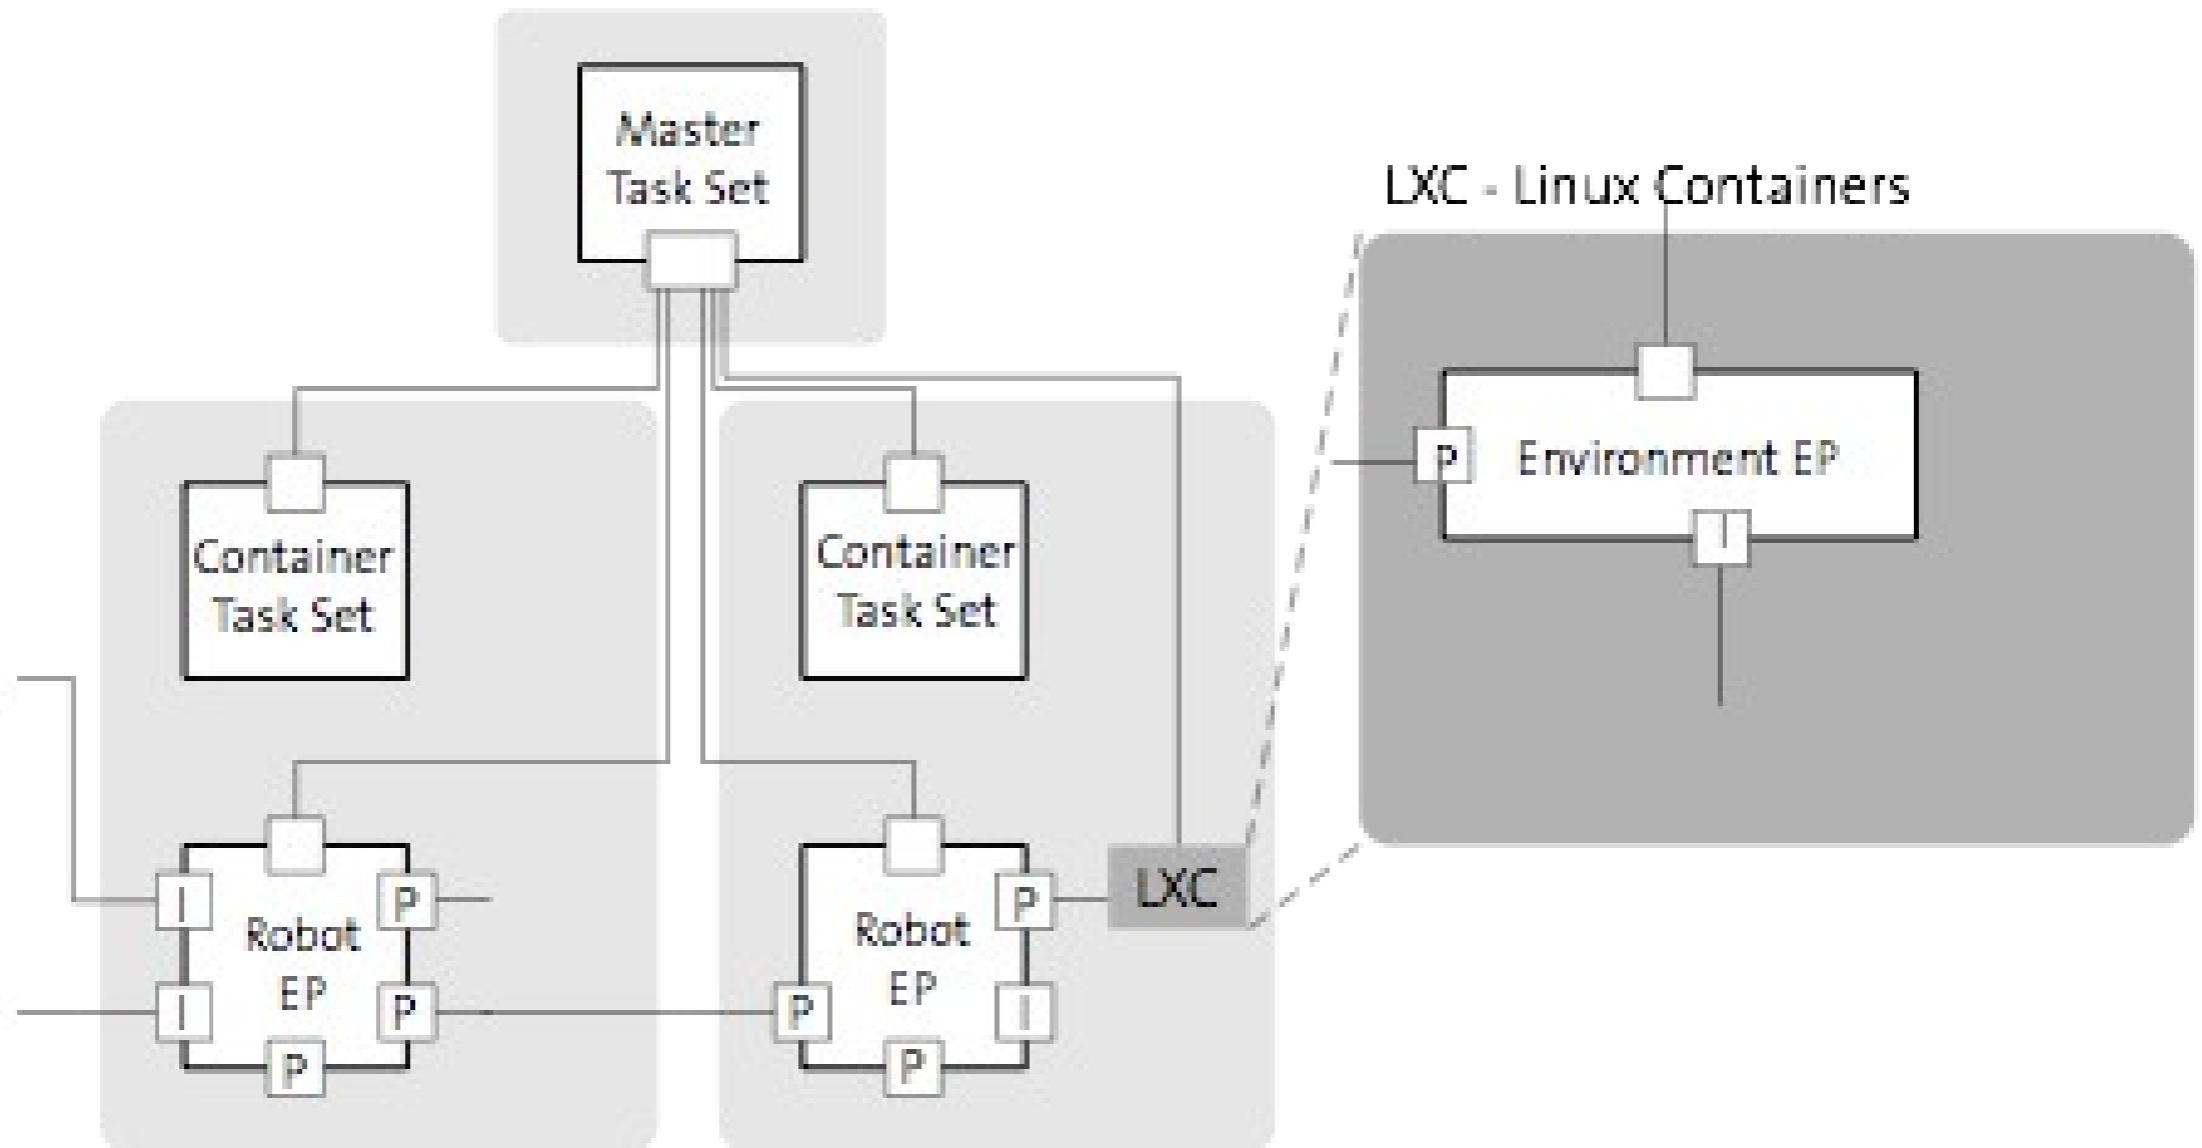 Master
Task Set
LXC - Linux Containers
P
Environment EP
I
Container
Task Set
Container
Task Set
I
P
Robot
EP
I
P
P
P
Robot
EP
P
I
P
LXC